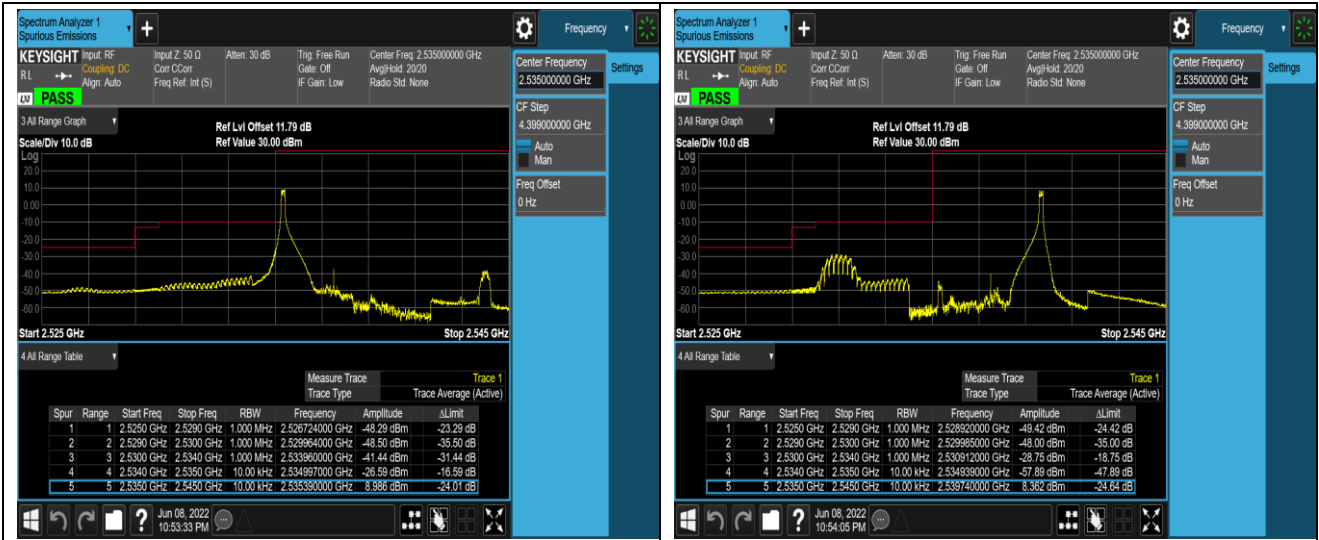 Spectrum Analyzer 1
Spurious Emissions
+
Frequency
KEYSIGHT Input: RF Input Z: 50 Ω Atten: 30 dB Trig: Free Run Center Freq: 2.535000000 GHz
RL Coupling: DC Corr CCorr Gate: Off Avg|Hold: 20/20
Align: Auto Freq Ref: Int (S) IF Gain: Low Radio Std: None
LXI PASS
Center Frequency
2.535000000 GHz
Settings
CF Step
4.399000000 GHz
Auto
Man
Freq Offset
0 Hz
3 All Range Graph
Ref Lvl Offset 11.79 dB
Scale/Div 10.0 dB Ref Value 30.00 dBm
Log
20.0
10.0
0.00
-10.0
-20.0
-30.0
-40.0
-50.0
-60.0
Start 2.525 GHz Stop 2.545 GHz
4 All Range Table
Measure Trace Trace 1
Trace Type Trace Average (Active)
Spur Range Start Freq Stop Freq RBW Frequency Amplitude ΔLimit
1 1 2.5250 GHz 2.5290 GHz 1.000 MHz 2.526724000 GHz -48.29 dBm -23.29 dB
2 2 2.5290 GHz 2.5300 GHz 1.000 MHz 2.529964000 GHz -48.50 dBm -35.50 dB
3 3 2.5300 GHz 2.5340 GHz 1.000 MHz 2.533960000 GHz -41.44 dBm -31.44 dB
4 4 2.5340 GHz 2.5350 GHz 10.00 kHz 2.534997000 GHz -26.59 dBm -16.59 dB
5 5 2.5350 GHz 2.5450 GHz 10.00 kHz 2.535390000 GHz 8.986 dBm -24.01 dB
?
Jun 08, 2022
10:53:33 PM
Spectrum Analyzer 1
Spurious Emissions
+
Frequency
KEYSIGHT Input: RF Input Z: 50 Ω Atten: 30 dB Trig: Free Run Center Freq: 2.535000000 GHz
RL Coupling: DC Corr CCorr Gate: Off Avg|Hold: 20/20
Align: Auto Freq Ref: Int (S) IF Gain: Low Radio Std: None
LXI PASS
Center Frequency
2.535000000 GHz
Settings
CF Step
4.399000000 GHz
Auto
Man
Freq Offset
0 Hz
3 All Range Graph
Ref Lvl Offset 11.79 dB
Scale/Div 10.0 dB Ref Value 30.00 dBm
Log
20.0
10.0
0.00
-10.0
-20.0
-30.0
-40.0
-50.0
-60.0
Start 2.525 GHz Stop 2.545 GHz
4 All Range Table
Measure Trace Trace 1
Trace Type Trace Average (Active)
Spur Range Start Freq Stop Freq RBW Frequency Amplitude ΔLimit
1 1 2.5250 GHz 2.5290 GHz 1.000 MHz 2.528920000 GHz -49.42 dBm -24.42 dB
2 2 2.5290 GHz 2.5300 GHz 1.000 MHz 2.529985000 GHz -48.00 dBm -35.00 dB
3 3 2.5300 GHz 2.5340 GHz 1.000 MHz 2.530912000 GHz -28.75 dBm -18.75 dB
4 4 2.5340 GHz 2.5350 GHz 10.00 kHz 2.534939000 GHz -57.89 dBm -47.89 dB
5 5 2.5350 GHz 2.5450 GHz 10.00 kHz 2.539740000 GHz 8.362 dBm -24.64 dB
?
Jun 08, 2022
10:54:05 PM